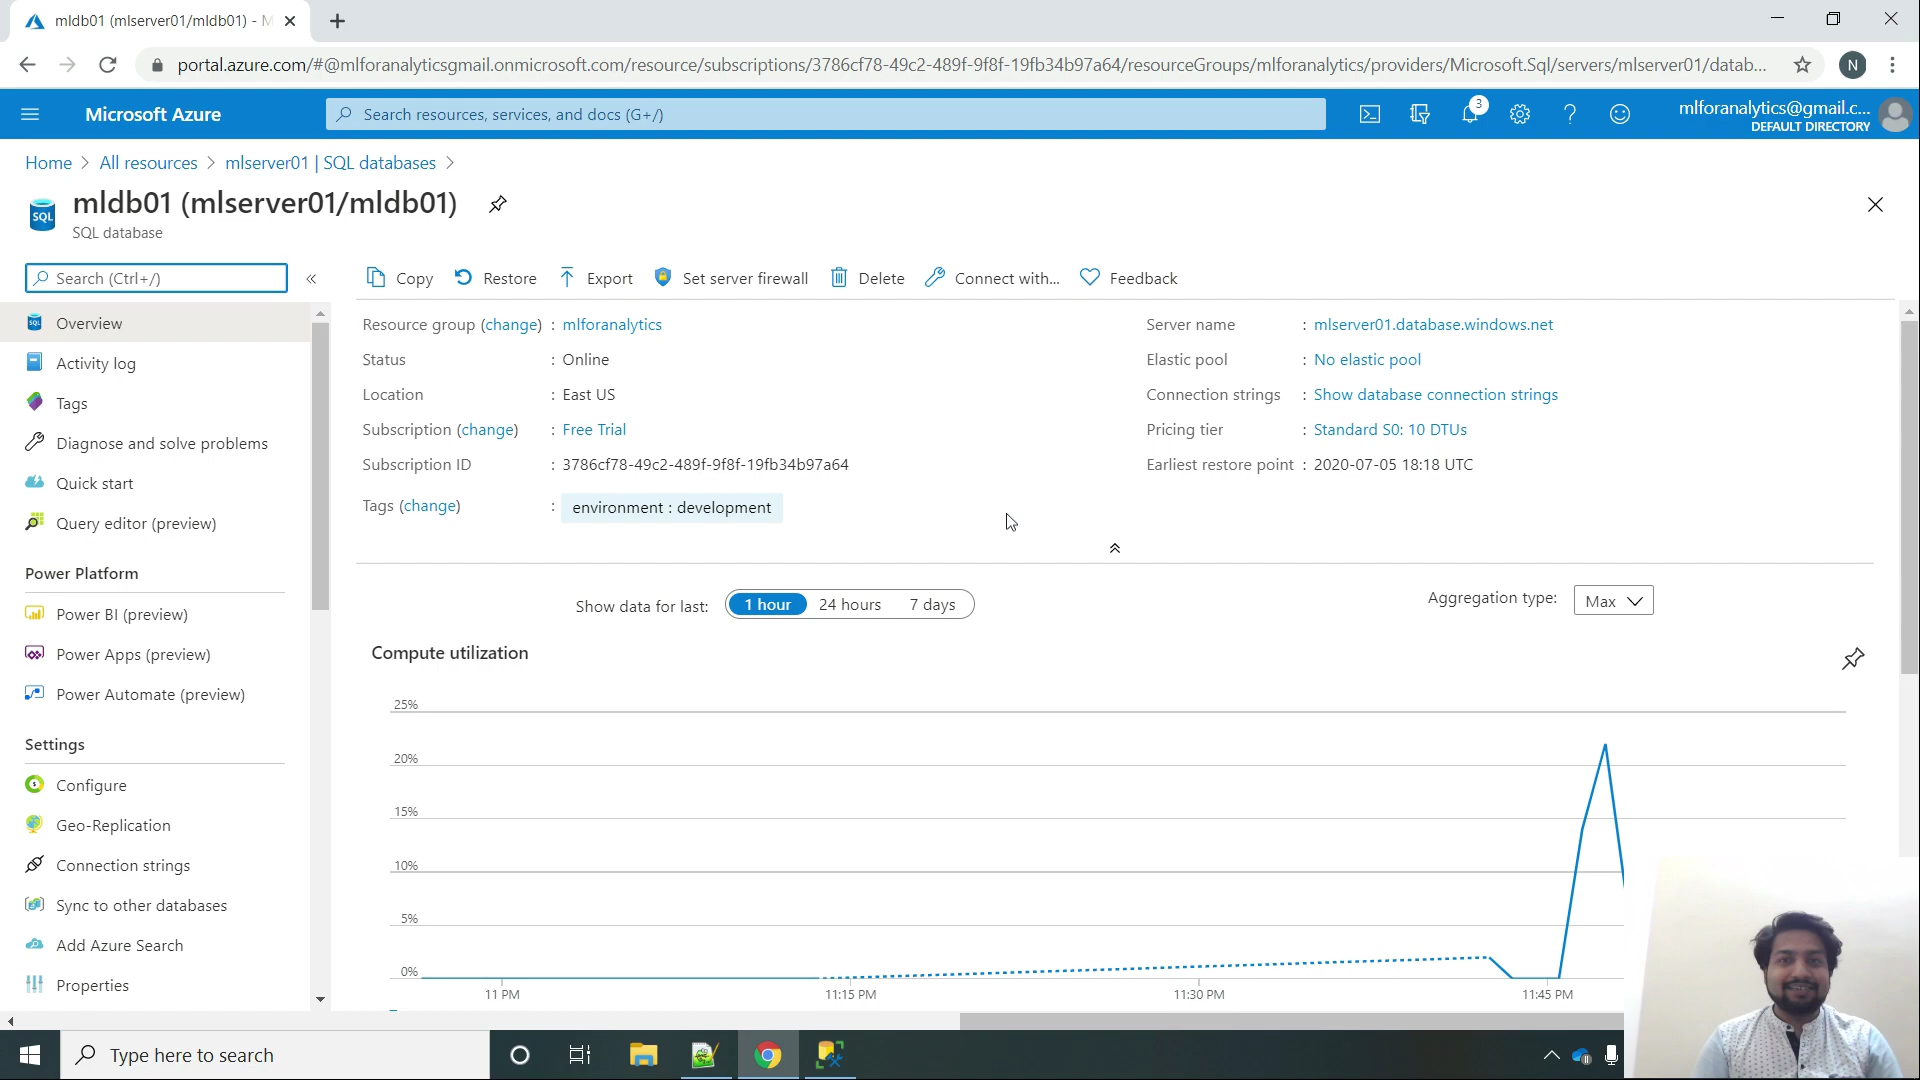 mldb01 (mlserver01/mldb01) - M
portal.azure.com/#@mlforanalyticsgmail.onmicrosoft.com/resource/subscriptions/3786cf78-49c2-489f-9f8f-19fb34b97a64/resourceGroups/mlforanalytics/providers/Microsoft.Sql/servers/mlserver01/datab...
N
Microsoft Azure
Search resources, services, and docs (G+/)
3
mlforanalytics@gmail.c...
DEFAULT DIRECTORY
Home > All resources > mlserver01 | SQL databases >
SQL
mldb01 (mlserver01/mldb01)
SQL database
Search (Ctrl+/)
«
Copy
Restore
Export
Set server firewall
Delete
Connect with...
Feedback
Overview
Activity log
Tags
Diagnose and solve problems
Quick start
Query editor (preview)
Power Platform
Power BI (preview)
Power Apps (preview)
Power Automate (preview)
Settings
Configure
Geo-Replication
Connection strings
Sync to other databases
Add Azure Search
Properties
Resource group (change) : mlforanalytics
Status : Online
Location : East US
Subscription (change) : Free Trial
Subscription ID : 3786cf78-49c2-489f-9f8f-19fb34b97a64
Tags (change) : environment : development
Server name : mlserver01.database.windows.net
Elastic pool : No elastic pool
Connection strings : Show database connection strings
Pricing tier : Standard S0: 10 DTUs
Earliest restore point : 2020-07-05 18:18 UTC
Show data for last: 1 hour 24 hours 7 days
Aggregation type: Max
Compute utilization
25%
20%
15%
10%
5%
0%
11 PM 11:15 PM 11:30 PM 11:45 PM
Type here to search